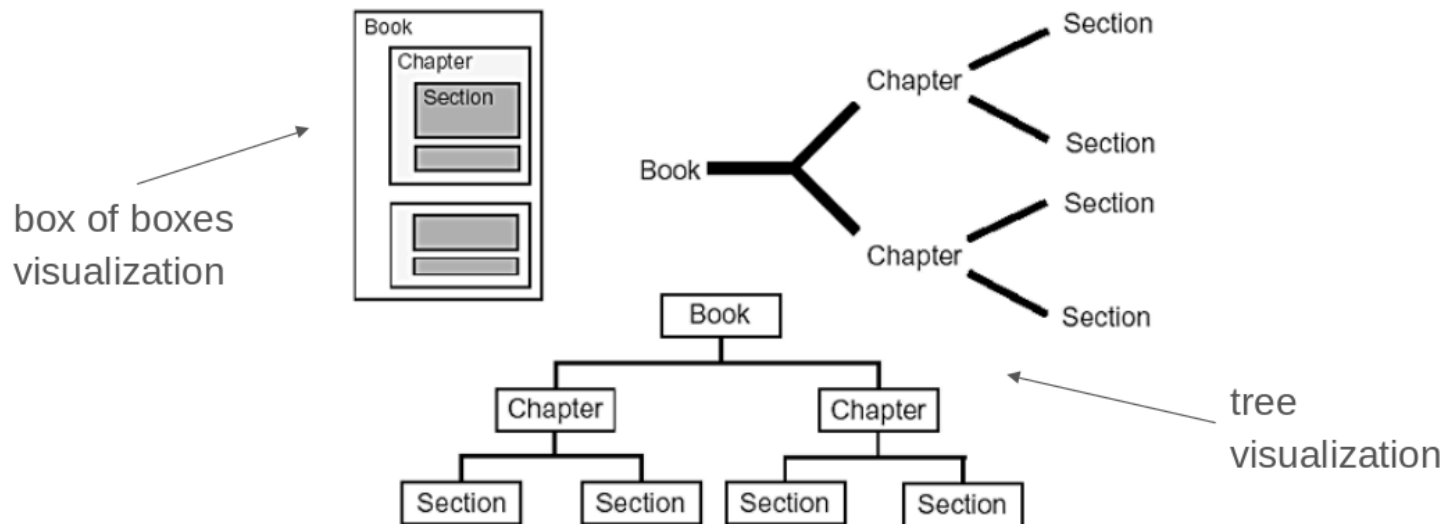 box of boxes
visualization
Book
Chapter
Section
Book
Chapter
Section
Section
Chapter
Section
Section
Book
Chapter
Chapter
Section
Section
Section
Section
tree
visualization